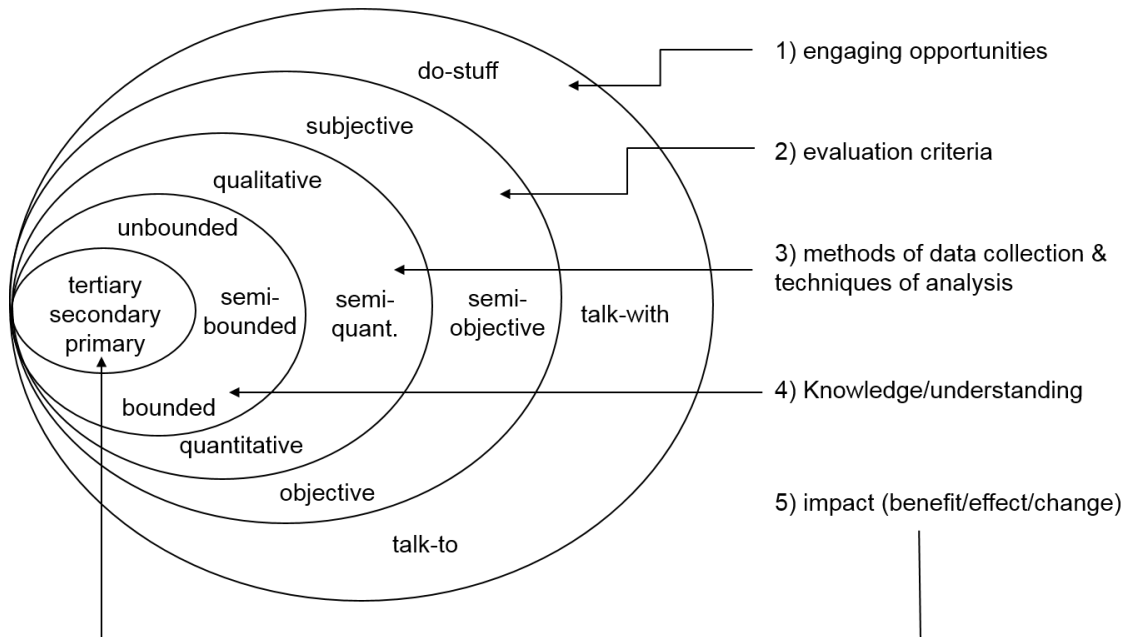 do-stuff
subjective
qualitative
unbounded
tertiary
secondary
primary
semi-
bounded
semi-
quant.
semi-
objective
talk-with
bounded
quantitative
objective
talk-to
1) engaging opportunities
2) evaluation criteria
3) methods of data collection &
techniques of analysis
4) Knowledge/understanding
5) impact (benefit/effect/change)